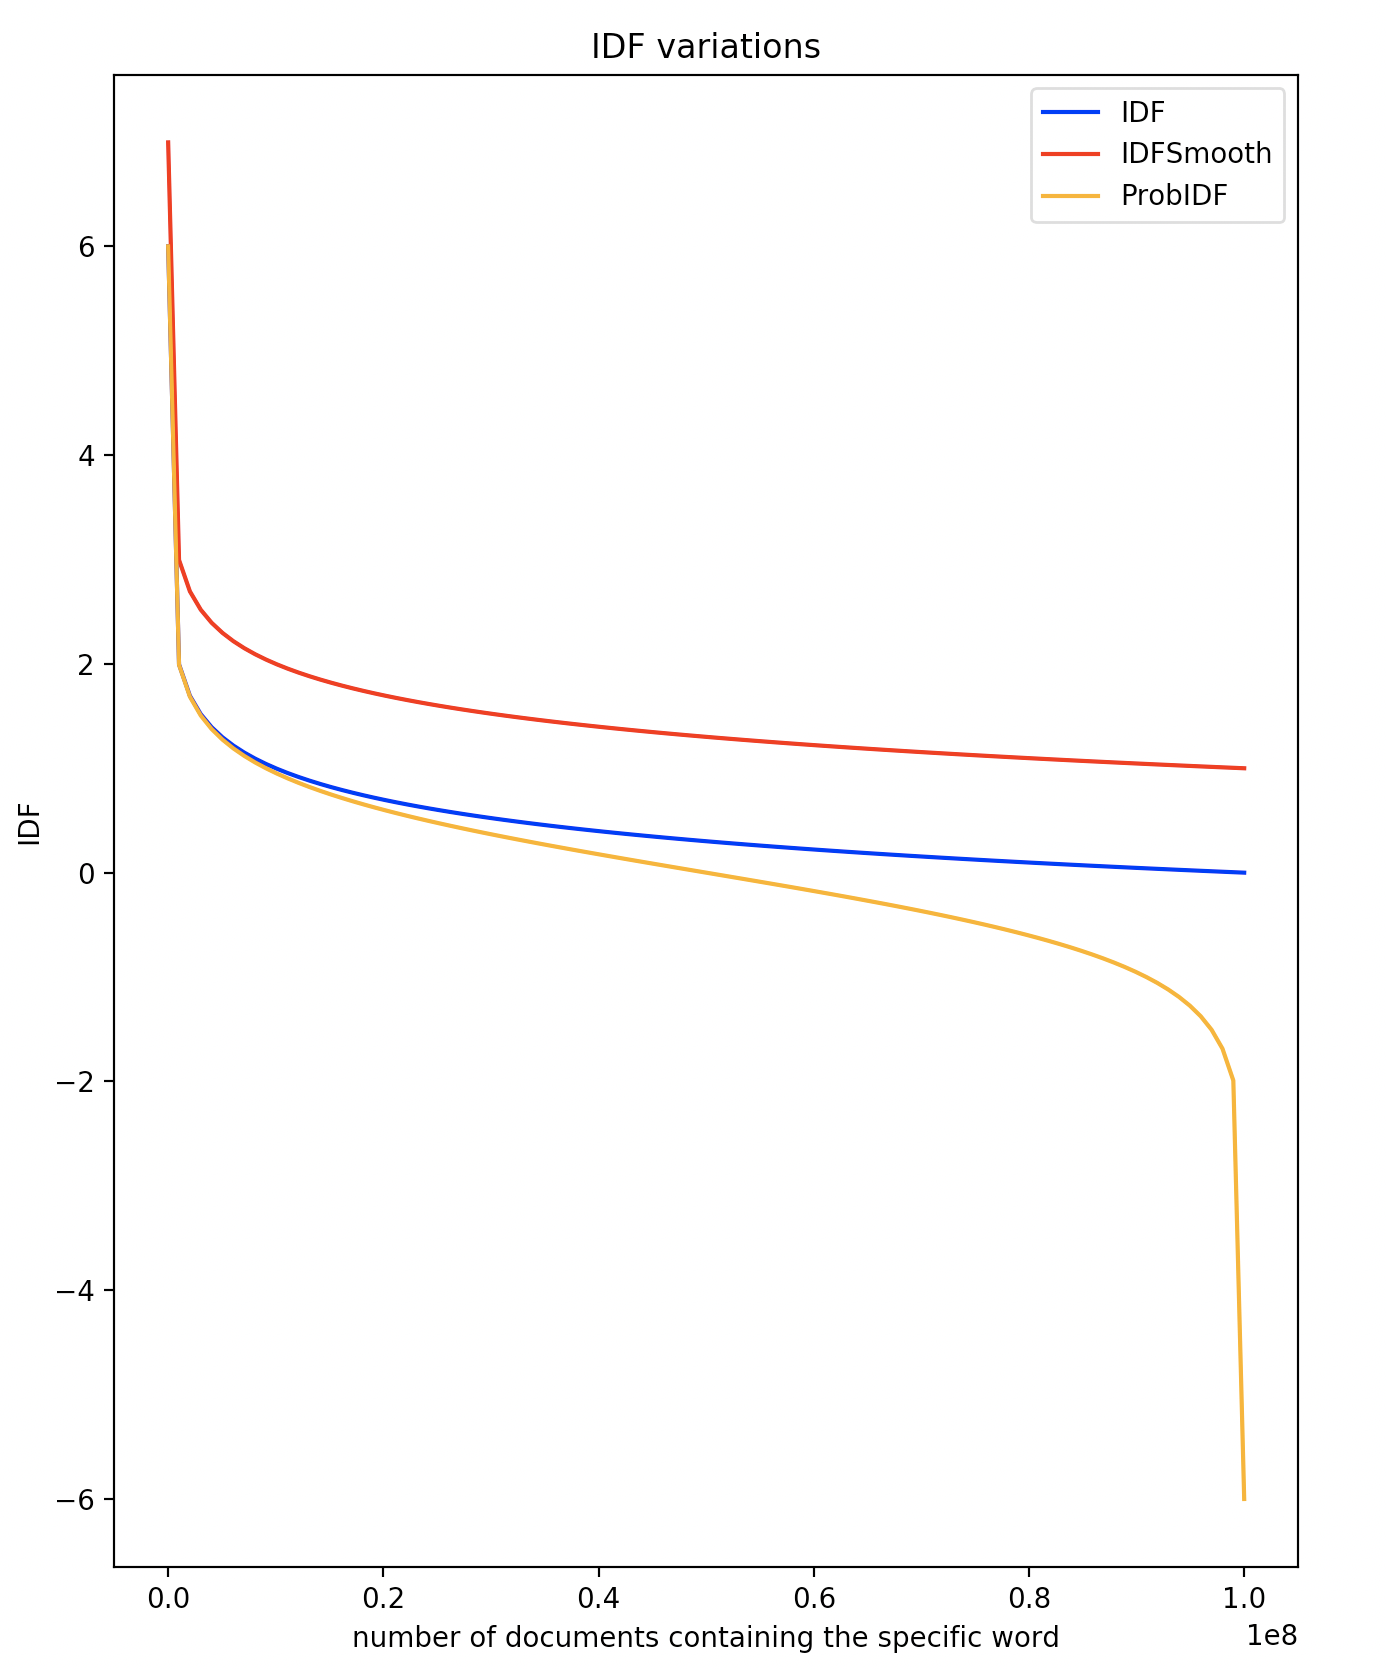 IDF variations
IDF
IDFSmooth
ProbIDF
6
4
2
0
−2
−4
−6
IDF
0.0 0.2 0.4 0.6 0.8 1.0
1e8
number of documents containing the specific word